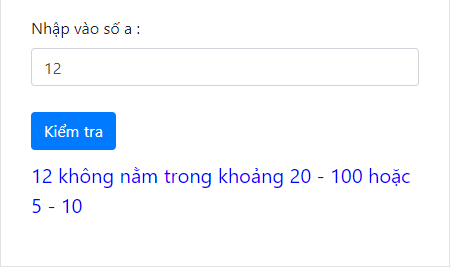 Nhập vào số a :
12
Kiểm tra
12 không nằm trong khoảng 20 - 100 hoặc
5 - 10